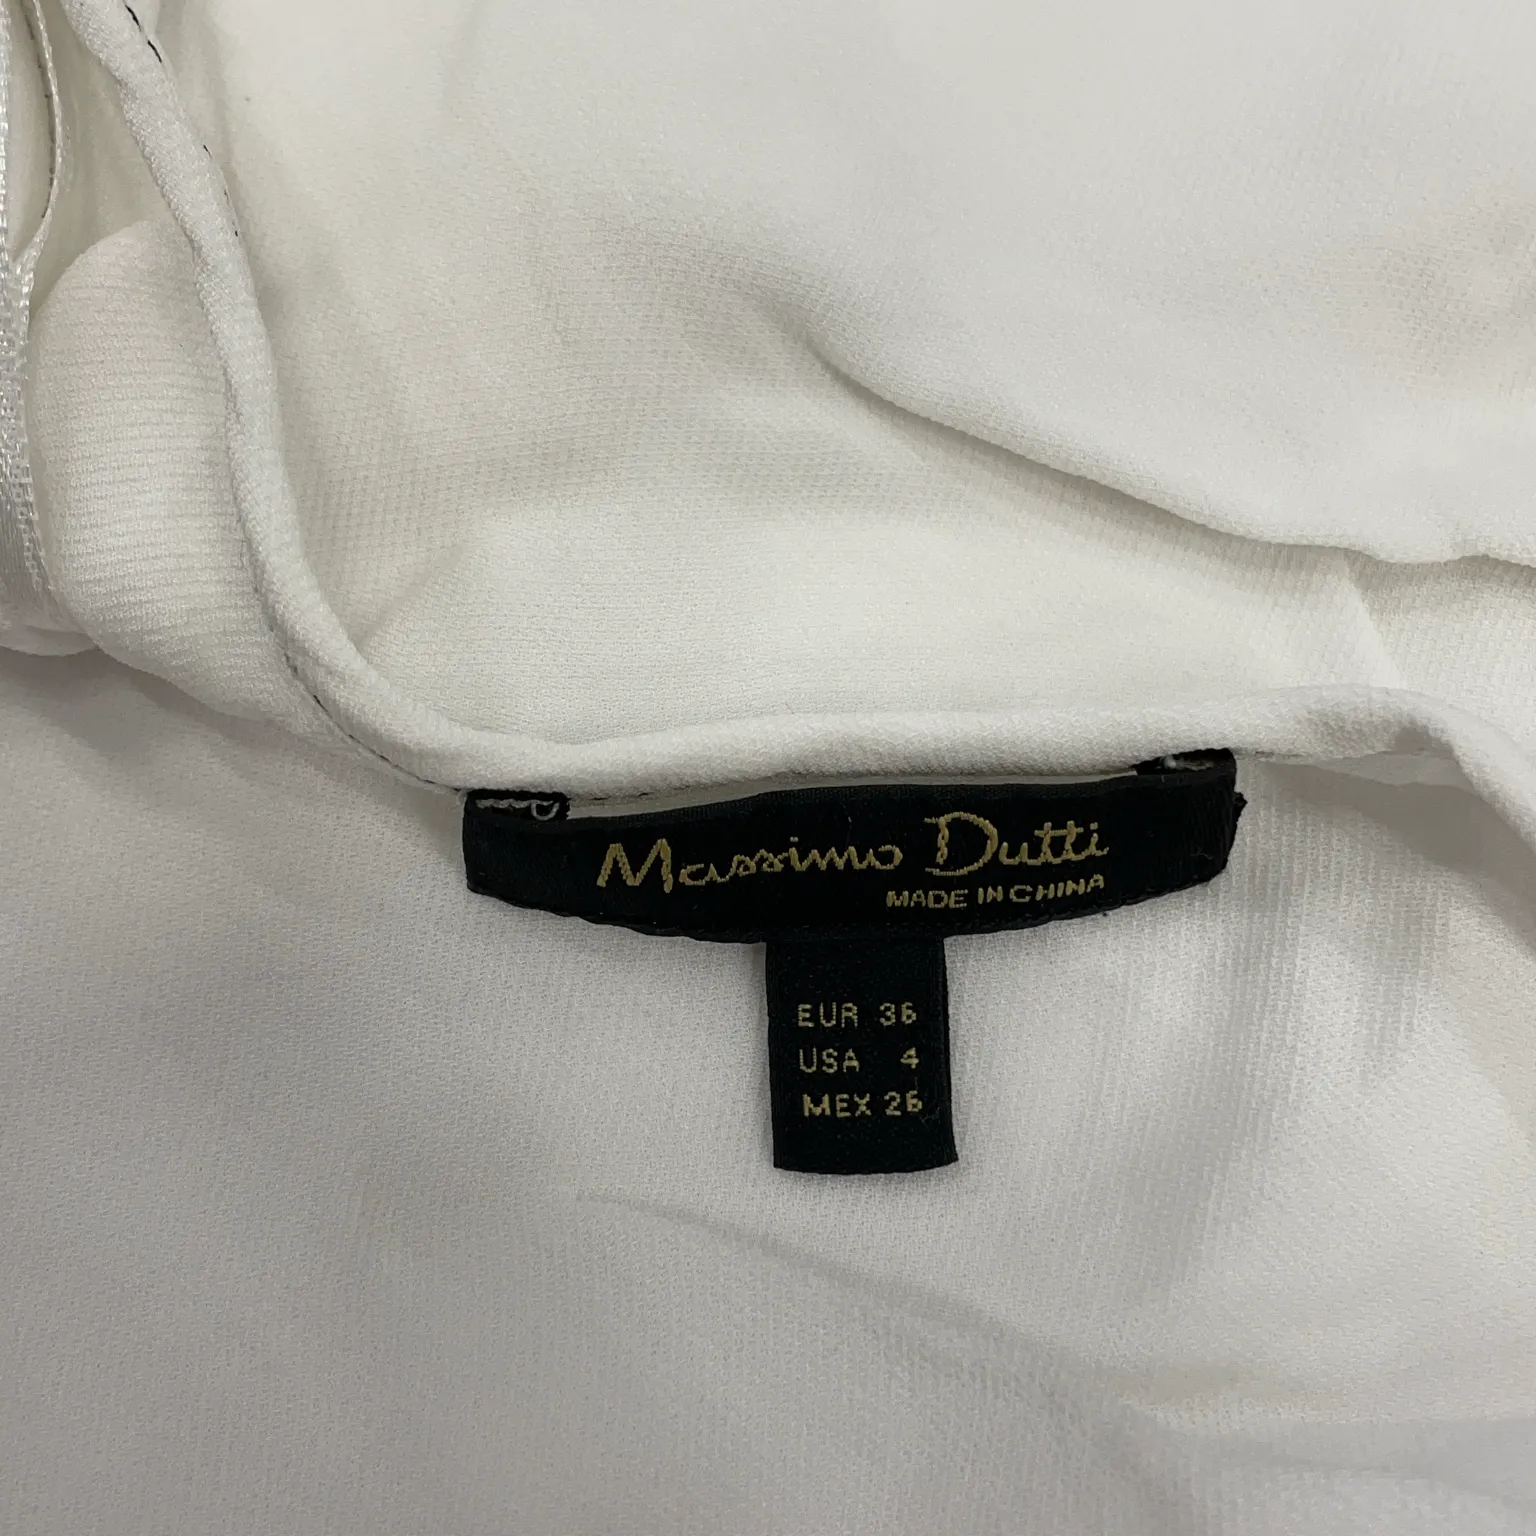 Massimo Dutti
MADE IN CHINA
EUR 36
USA 4
MEX 26